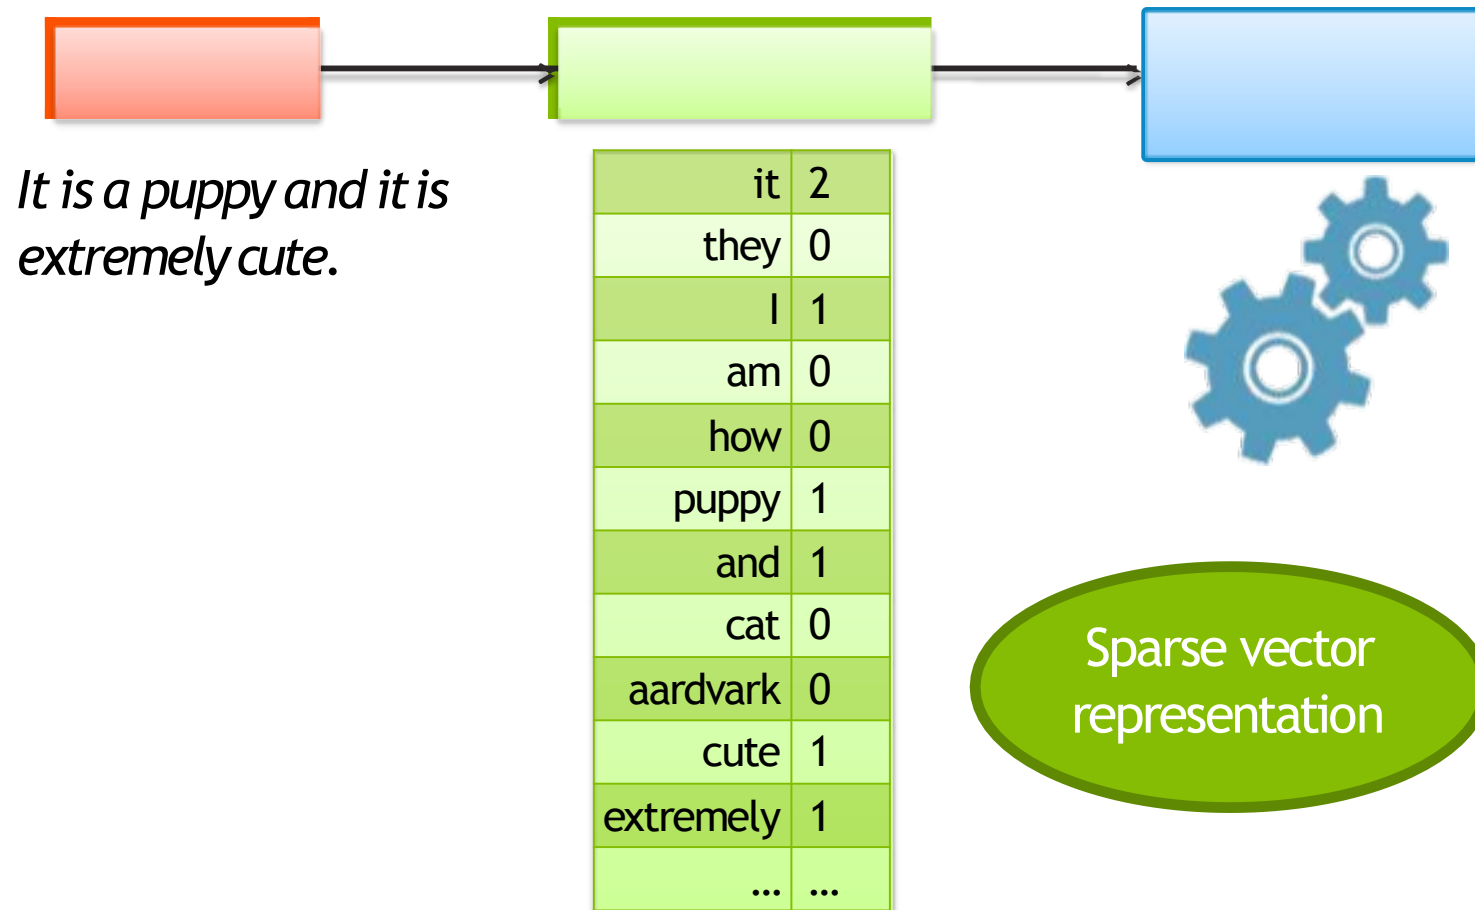 It is a puppy and it is
extremely cute.
it 2
they 0
I 1
am 0
how 0
puppy 1
and 1
cat 0
aardvark 0
cute 1
extremely 1
... ...
Sparse vector
representation